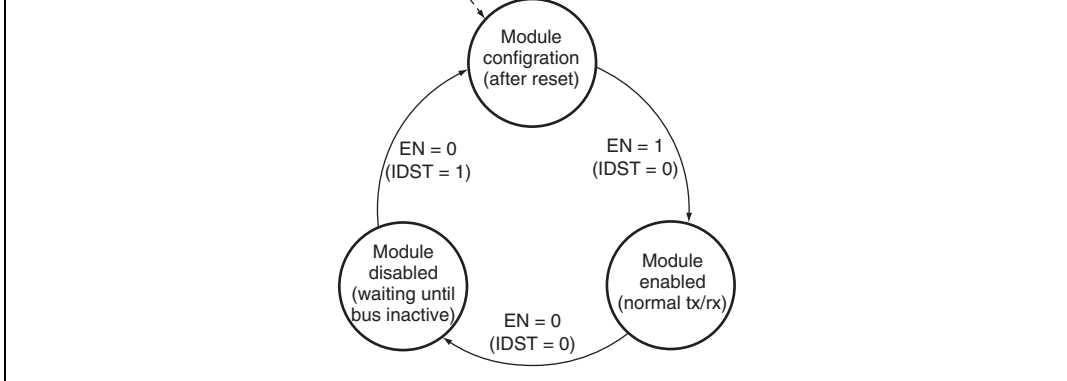 Module
configration
(after reset)
EN = 0
(IDST = 1)
EN = 1
(IDST = 0)
Module
disabled
(waiting until
bus inactive)
Module
enabled
(normal tx/rx)
EN = 0
(IDST = 0)